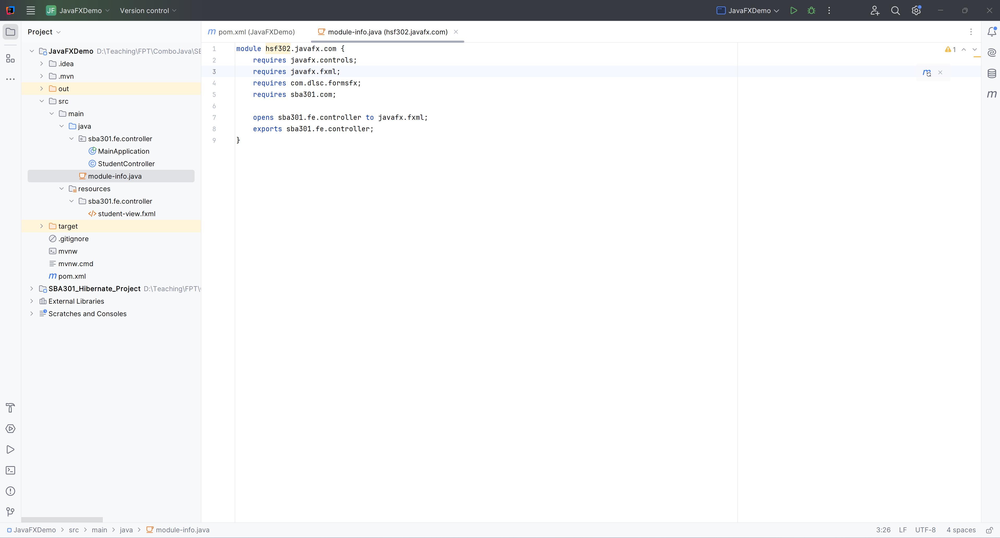 JF JavaFXDemo Version control JavaFXDemo
Project
pom.xml (JavaFXDemo) module-info.java (hsf302.javafx.com)
JavaFXDemo D:\Teaching\FPT\ComboJava\SE
.idea
.mvn
out
src
main
java
sba301.fe.controller
MainApplication
StudentController
module-info.java
resources
sba301.fe.controller
student-view.fxml
target
.gitignore
mvnw
mvnw.cmd
pom.xml
SBA301_Hibernate_Project D:\Teaching\FPT\
External Libraries
Scratches and Consoles
1 module hsf302.javafx.com {
2 requires javafx.controls;
3 requires javafx.fxml;
4 requires com.dlsc.formsfx;
5 requires sba301.com;
6
7 opens sba301.fe.controller to javafx.fxml;
8 exports sba301.fe.controller;
9 }
1
JavaFXDemo > src > main > java > module-info.java
3:26 LF UTF-8 4 spaces